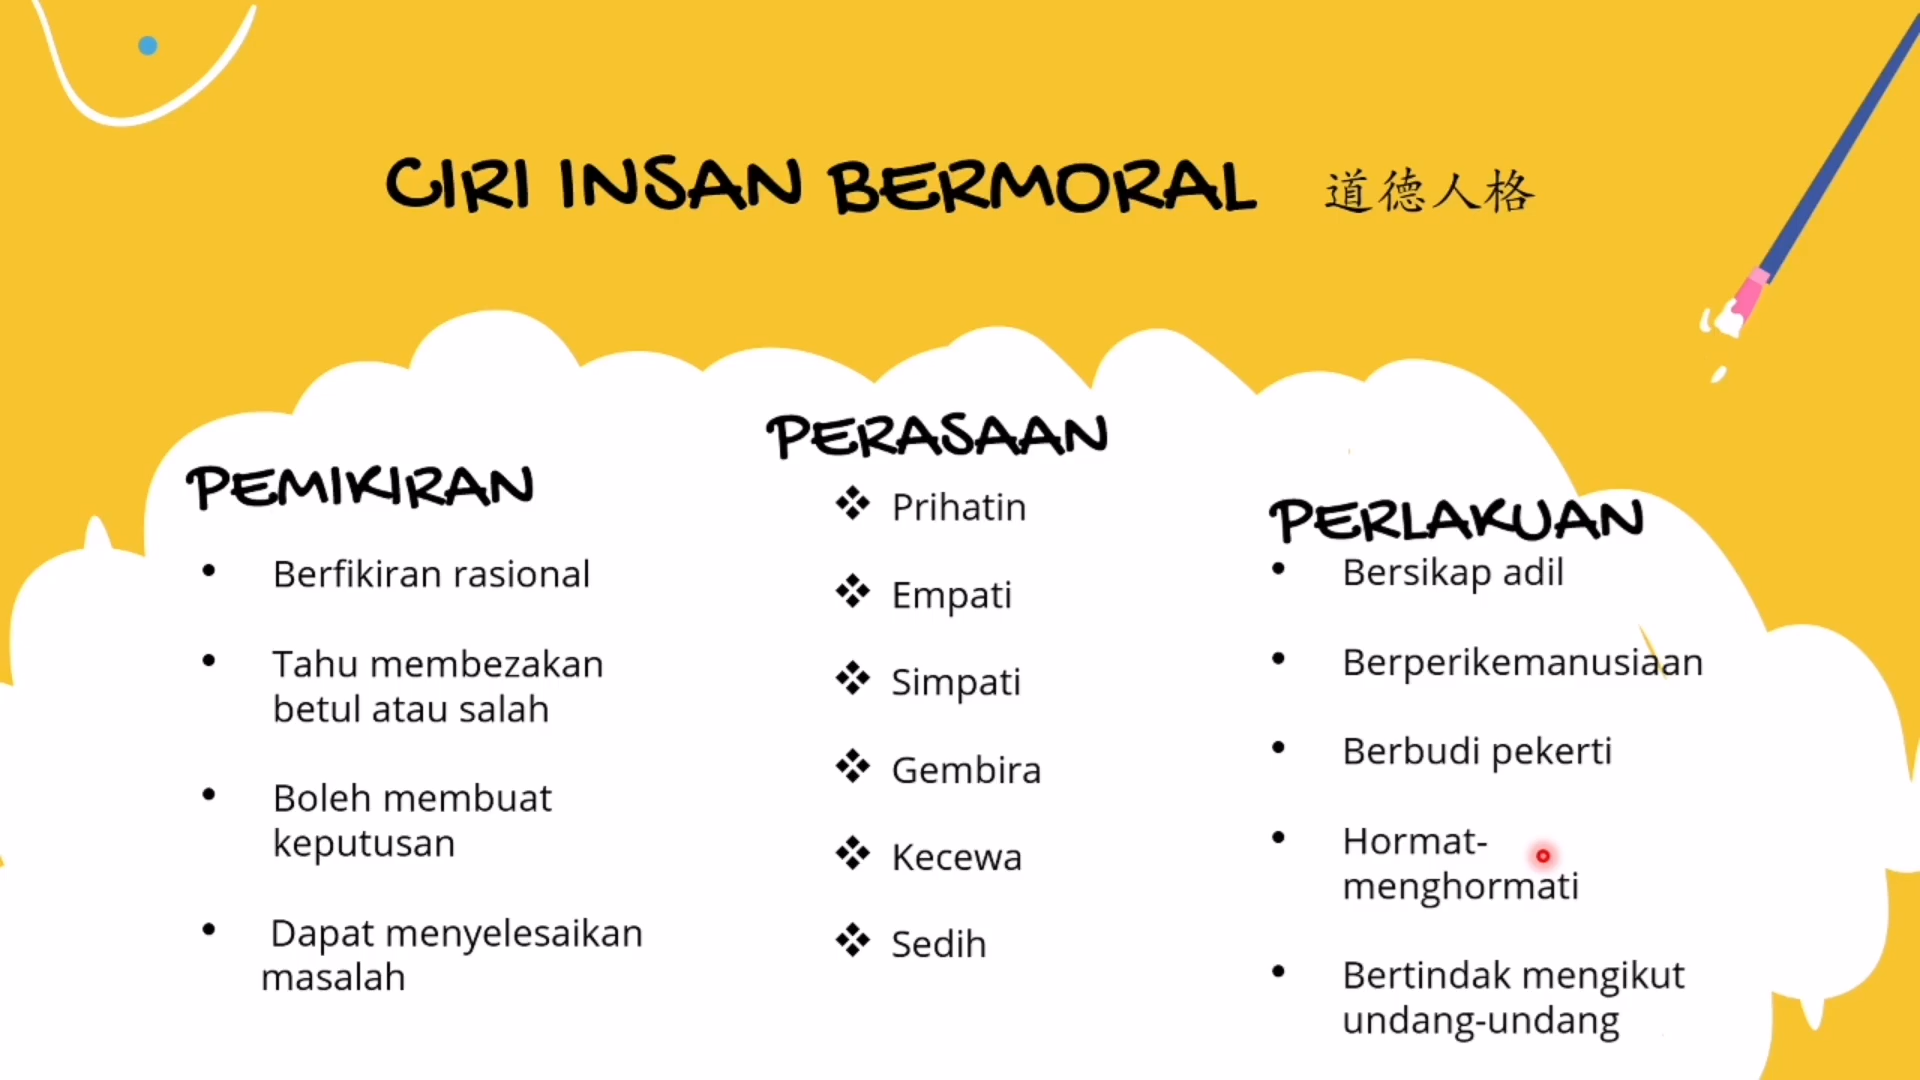 CIRI INSAN BERMORAL 道德人格
PEMIKIRAN
• Berfikiran rasional
• Tahu membezakan
betul atau salah
• Boleh membuat
keputusan
• Dapat menyelesaikan
masalah
PERASAAN
❖ Prihatin
❖ Empati
❖ Simpati
❖ Gembira
❖ Kecewa
❖ Sedih
PERLAKUAN
• Bersikap adil
• Berperikemanusiaan
• Berbudi pekerti
• Hormat-
menghormati
• Bertindak mengikut
undang-undang